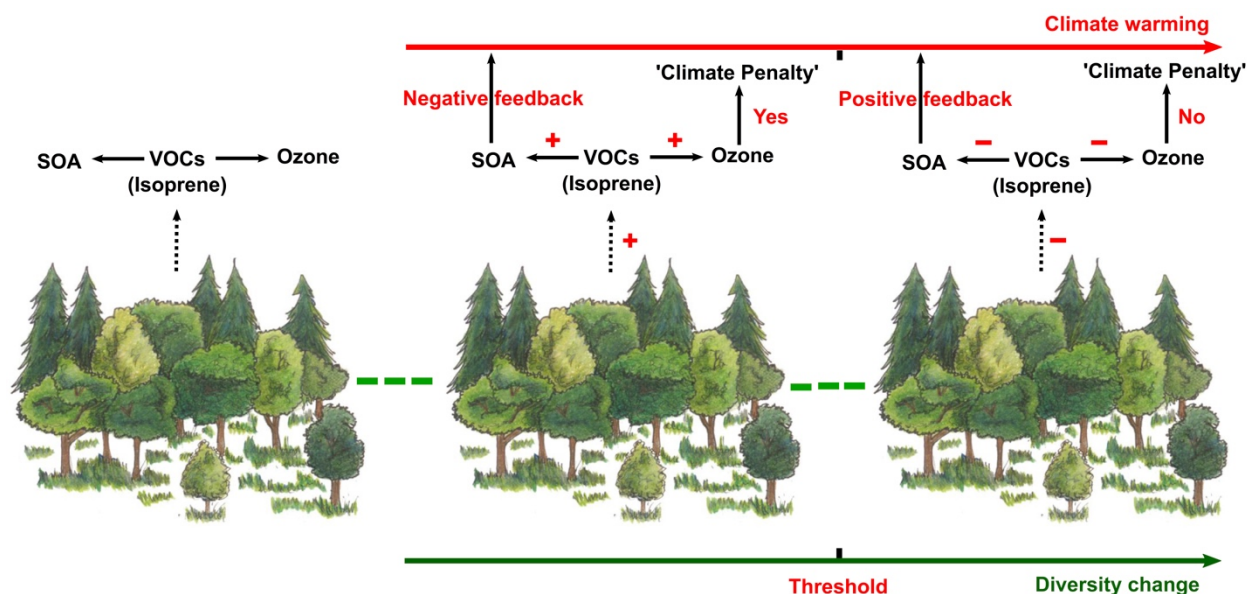 Climate warming
'Climate Penalty'
'Climate Penalty'
Negative feedback
Yes
Positive feedback
No
SOA
VOCs
Ozone
+
+
SOA
VOCs
Ozone
−
−
SOA
VOCs
Ozone
(Isoprene)
(Isoprene)
(Isoprene)
+
−
Threshold
Diversity change